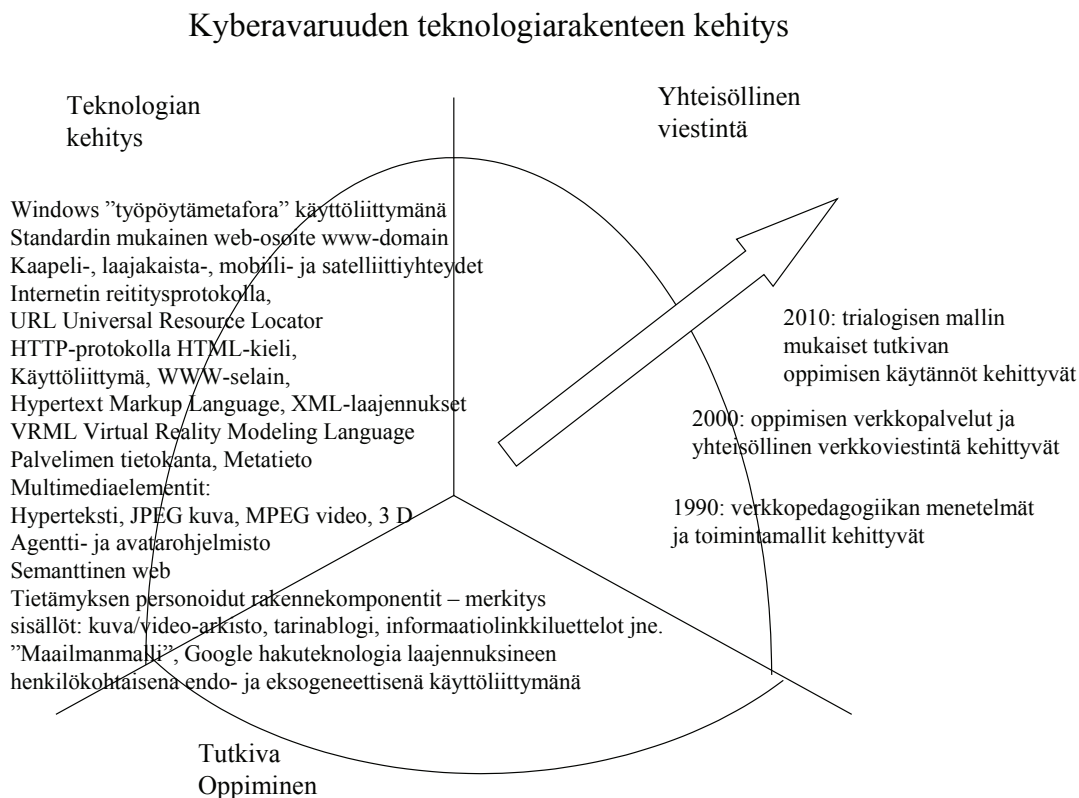 Kyberavaruuden teknologiarakenteen kehitys
Teknologian
kehitys
Yhteisöllinen
viestintä
Windows ”työpöytämetafora” käyttöliittymänä
Standardin mukainen web-osoite www-domain
Kaapeli-, laajakaista-, mobiili- ja satelliittiyhteydet
Internetin reititysprotokolla,
URL Universal Resource Locator
HTTP-protokolla HTML-kieli,
Käyttöliittymä, WWW-selain,
Hypertext Markup Language, XML-laajennukset
VRML Virtual Reality Modeling Language
Palvelimen tietokanta, Metatieto
Multimediaelementit:
Hyperteksti, JPEG kuva, MPEG video, 3 D
Agentti- ja avatarohjelmisto
Semanttinen web
Tietämyksen personoidut rakennekomponentit – merkitys
sisällöt: kuva/video-arkisto, tarinablogi, informaatiolinkkiluettelot jne.
”Maailmanmalli”, Google hakuteknologia laajennuksineen
henkilökohtaisena endo- ja eksogeneettisenä käyttöliittymänä
2010: trialogisen mallin
mukaiset tutkivan
oppimisen käytännöt kehittyvät
2000: oppimisen verkkopalvelut ja
yhteisöllinen verkkoviestintä kehittyvät
1990: verkkopedagogiikan menetelmät
ja toimintamallit kehittyvät
Tutkiva
Oppiminen